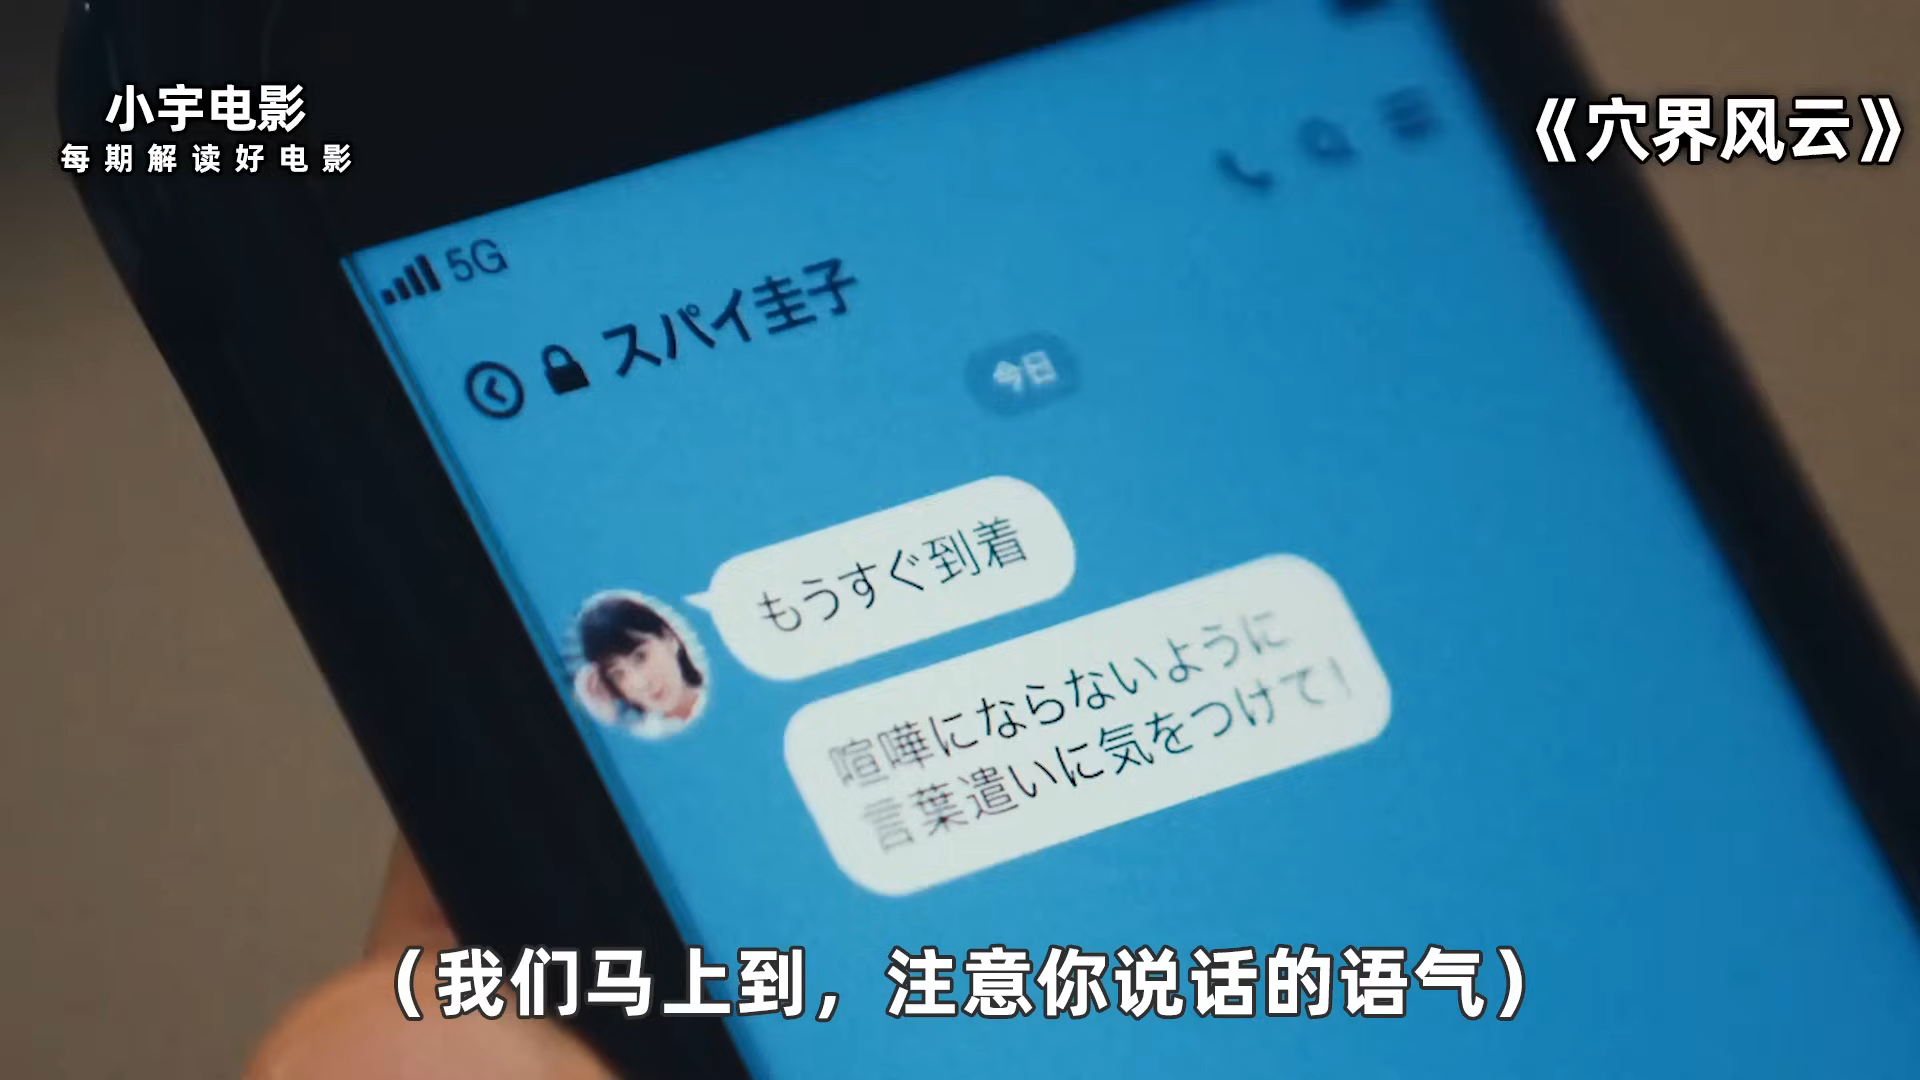 小宇电影
每期解读好电影
《穴界风云》
5G
スパイ圭子
今日
もうすぐ到着
喧嘩にならないように
言葉遣いに気をつけて!
(我们马上到，注意你说话的语气)